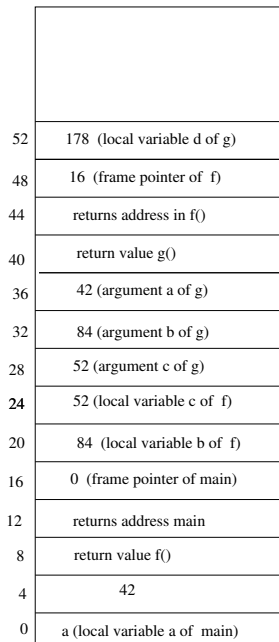 52 178 (local variable d of g)
48 16 (frame pointer of f)
44 returns address in f()
40 return value g()
36 42 (argument a of g)
32 84 (argument b of g)
28 52 (argument c of g)
24 52 (local variable c of f)
20 84 (local variable b of f)
16 0 (frame pointer of main)
12 returns address main
8 return value f()
4 42
0 a (local variable a of main)